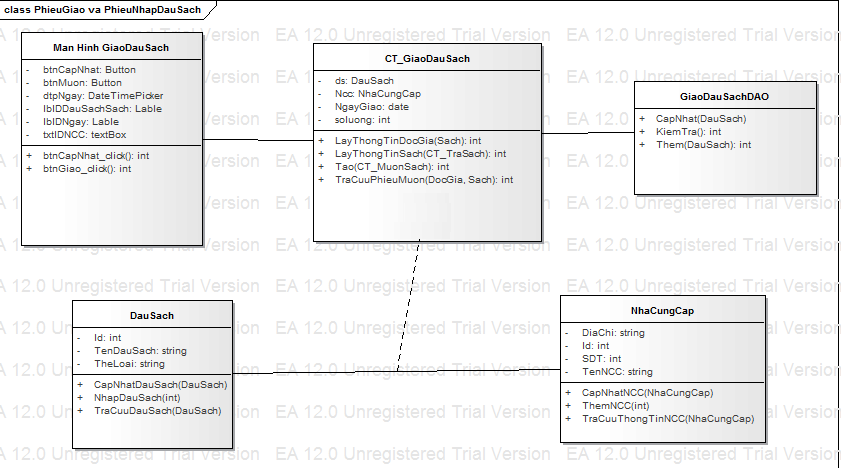 class PhieuGiao va PhieuNhapDauSach
EA 12.0 Unregistered Trial Version
Man Hinh GiaoDauSach
- btnCapNhat: Button
- btnMuon: Button
- dtpNgay: DateTimePicker
- lblDDauSachSach: Lable
- lblDNgay: Lable
- txtIDNCC: textBox
+ btnCapNhat_click(): int
+ btnGiao_click(): int
CT_GiaoDauSach
- ds: DauSach
- Ncc: NhaCungCap
- NgayGiao: date
- soluong: int
+ LayThongTinDocGia(Sach): int
+ LayThongTinSach(CT_TraSach): int
+ Tao(CT_MuonSach): int
+ TraCuuPhieuMuon(DocGia, Sach): int
GiaoDauSachDAO
+ CapNhat(DauSach)
+ KiemTra(): int
+ Them(DauSach): int
DauSach
- Id: int
- TenDauSach: string
- TheLoai: string
+ CapNhatDauSach(DauSach)
+ NhapDauSach(int)
+ TraCuuDauSach(DauSach)
NhaCungCap
- DiaChi: string
- Id: int
- SDT: int
- TenNCC: string
+ CapNhatNCC(NhaCungCap)
+ ThemNCC(int)
+ TraCuuThongTinNCC(NhaCungCap)